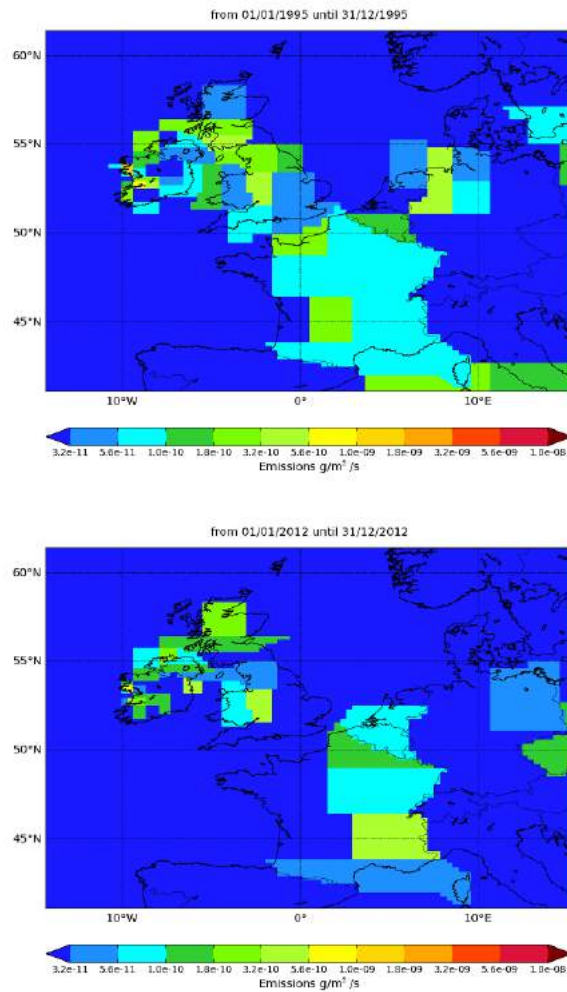 from 01/01/1995 until 31/12/1995
60°N
55°N
50°N
45°N
10°W 0° 10°E
3.2e-11 5.6e-11 1.0e-10 1.8e-10 3.2e-10 5.6e-10 1.0e-09 1.8e-09 3.2e-09 5.6e-09 1.0e-08
Emissions g/m² /s
from 01/01/2012 until 31/12/2012
60°N
55°N
50°N
45°N
10°W 0° 10°E
3.2e-11 5.6e-11 1.0e-10 1.8e-10 3.2e-10 5.6e-10 1.0e-09 1.8e-09 3.2e-09 5.6e-09 1.0e-08
Emissions g/m² /s